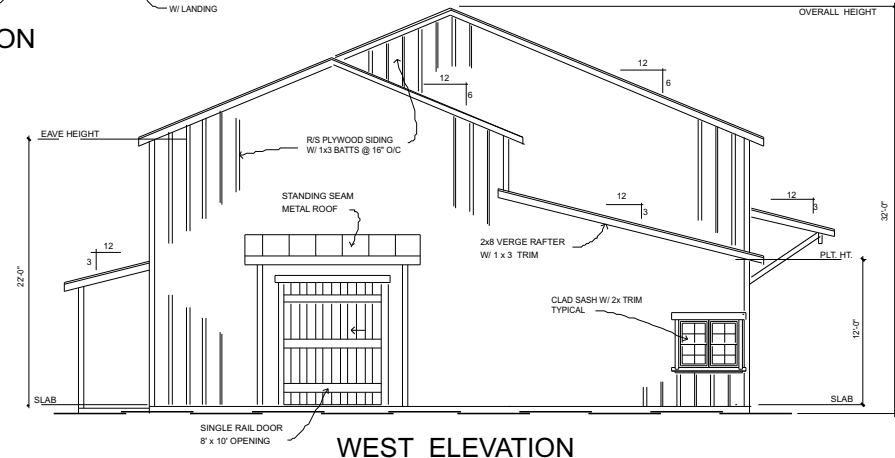 W/ LANDING
ON
OVERALL HEIGHT
12
6
12
6
EAVE HEIGHT
R/S PLYWOOD SIDING
W/ 1x3 BATTS @ 16" O/C
STANDING SEAM
METAL ROOF
12
3
12
3
32'-0"
2x8 VERGE RAFTER
W/ 1 x 3 TRIM
PLT. HT.
12
3
22'-0"
CLAD SASH W/ 2x TRIM
TYPICAL
12'-0"
SLAB
SLAB
SINGLE RAIL DOOR
8' x 10' OPENING
WEST ELEVATION